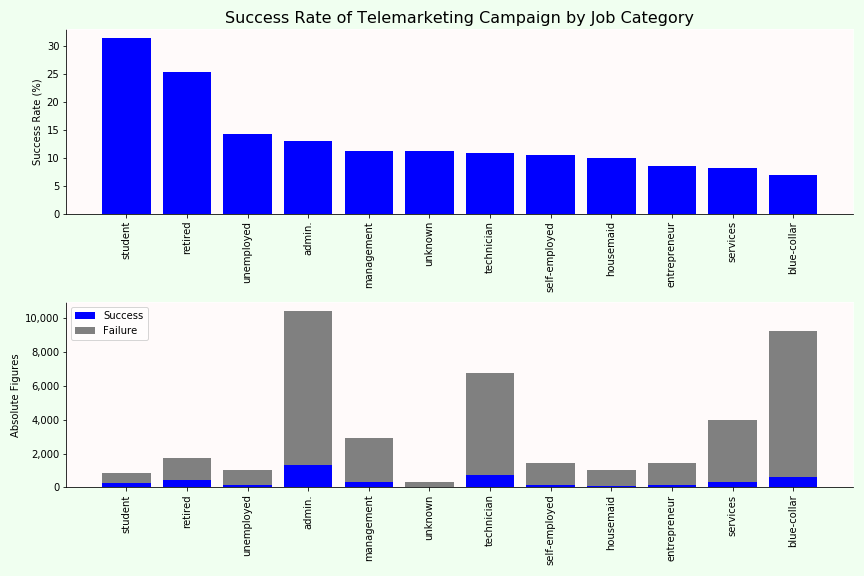 Success Rate of Telemarketing Campaign by Job Category
Success Rate (%)
30
25
20
15
10
5
0
student
retired
unemployed
admin.
management
unknown
technician
self-employed
housemaid
entrepreneur
services
blue-collar
Absolute Figures
10,000
8,000
6,000
4,000
2,000
0
Success
Failure
student
retired
unemployed
admin.
management
unknown
technician
self-employed
housemaid
entrepreneur
services
blue-collar